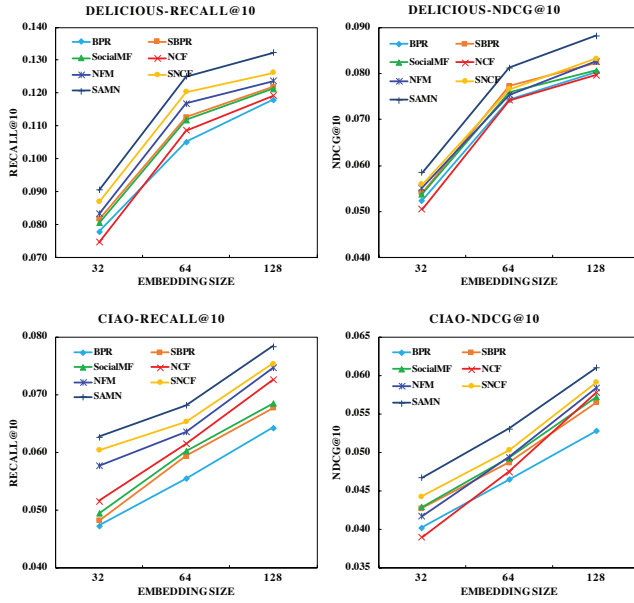 DELICIOUS-RECALL@10
0.140
0.130
0.120
0.110
0.100
0.090
0.080
0.070
RECALL@10
BPR
SBPR
SocialMF
NCF
NFM
SNCF
SAMN
32
64
128
EMBEDDING SIZE
DELICIOUS-NDCG@10
0.090
0.080
0.070
0.060
0.050
0.040
NDCG@10
BPR
SBPR
SocialMF
NCF
NFM
SNCF
SAMN
32
64
128
EMBEDDING SIZE
CIAO-RECALL@10
0.080
0.070
0.060
0.050
0.040
RECALL@10
BPR
SBPR
SocialMF
NCF
NFM
SNCF
SAMN
32
64
128
EMBEDDING SIZE
CIAO-NDCG@10
0.065
0.060
0.055
0.050
0.045
0.040
0.035
NDCG@10
BPR
SBPR
SocialMF
NCF
NFM
SNCF
SAMN
32
64
128
EMBEDDING SIZE